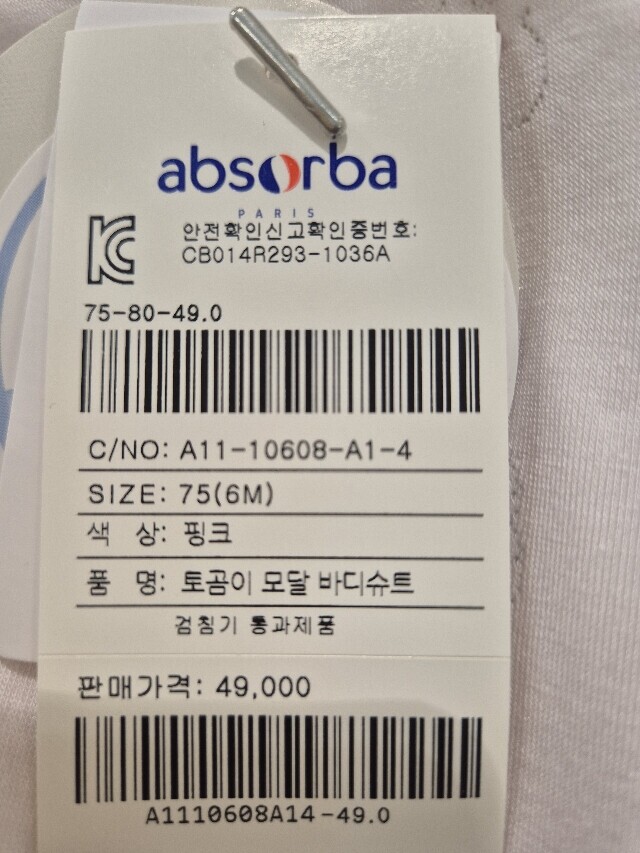 absorba
PARIS
안전확인신고확인증번호:
CB014R293-1036A
75-80-49.0
C/NO: A11-10608-A1-4
SIZE: 75(6M)
색 상: 핑크
품 명: 토곰이 모달 바디슈트
검침기 통과제품
판매가격: 49,000
A1110608A14-49.0